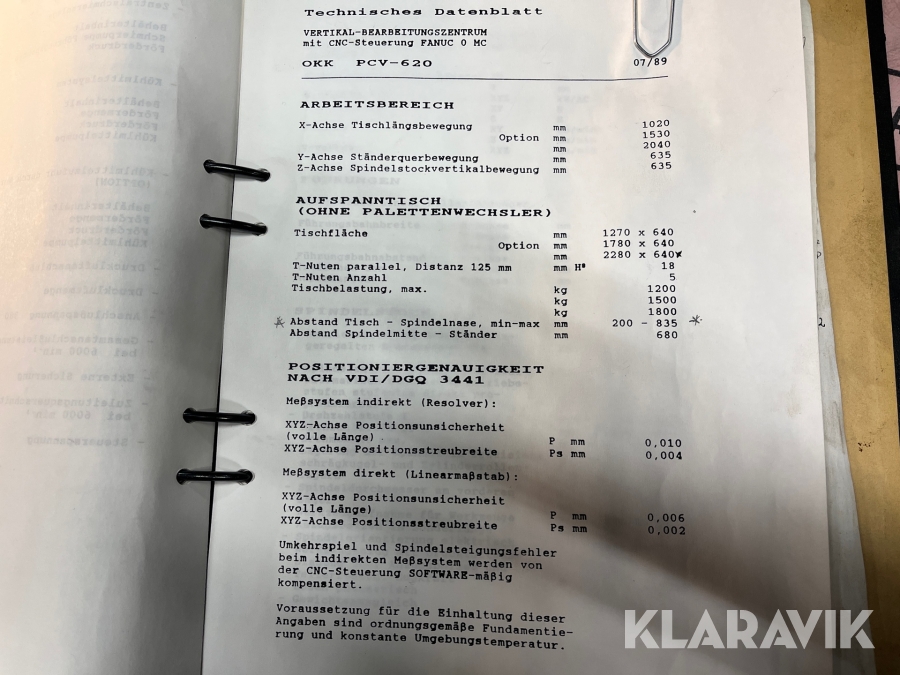 Technisches Datenblatt
VERTIKAL-BEARBEITUNGSZENTRUM
mit CNC-Steuerung FANUC 0 MC
OKK PCV-620 07/89
ARBEITSBEREICH
X-Achse Tischlängsbewegung mm 1020
Option mm 1530
mm 2040
Y-Achse Ständerquerbewegung mm 635
Z-Achse Spindelstockvertikalbewegung mm 635
AUFSPANNTISCH
(OHNE PALETTENWECHSLER)
Tischfläche mm 1270 x 640
Option mm 1780 x 640
mm 2280 x 640
T-Nuten parallel, Distanz 125 mm mm H⁸ 18
T-Nuten Anzahl 5
Tischbelastung, max. kg 1200
kg 1500
kg 1800
* Abstand Tisch - Spindelnase, min-max mm 200 - 835 *
Abstand Spindelmitte - Ständer mm 680
POSITIONIERGENAUIGKEIT
NACH VDI/DGQ 3441
Meßsystem indirekt (Resolver):
XYZ-Achse Positionsunsicherheit
(volle Länge) P mm 0,010
XYZ-Achse Positionsstreubreite Ps mm 0,004
Meßsystem direkt (Linearmaßstab):
XYZ-Achse Positionsunsicherheit
(volle Länge) P mm 0,006
XYZ-Achse Positionsstreubreite Ps mm 0,002
Umkehrspiel und Spindelsteigungsfehler
beim indirekten Meßsystem werden von
der CNC-Steuerung SOFTWARE-mäßig
kompensiert.
Voraussetzung für die Einhaltung dieser
Angaben sind ordnungsgemäße Fundamentie-
rung und konstante Umgebungstemperatur.
KLARAVIK